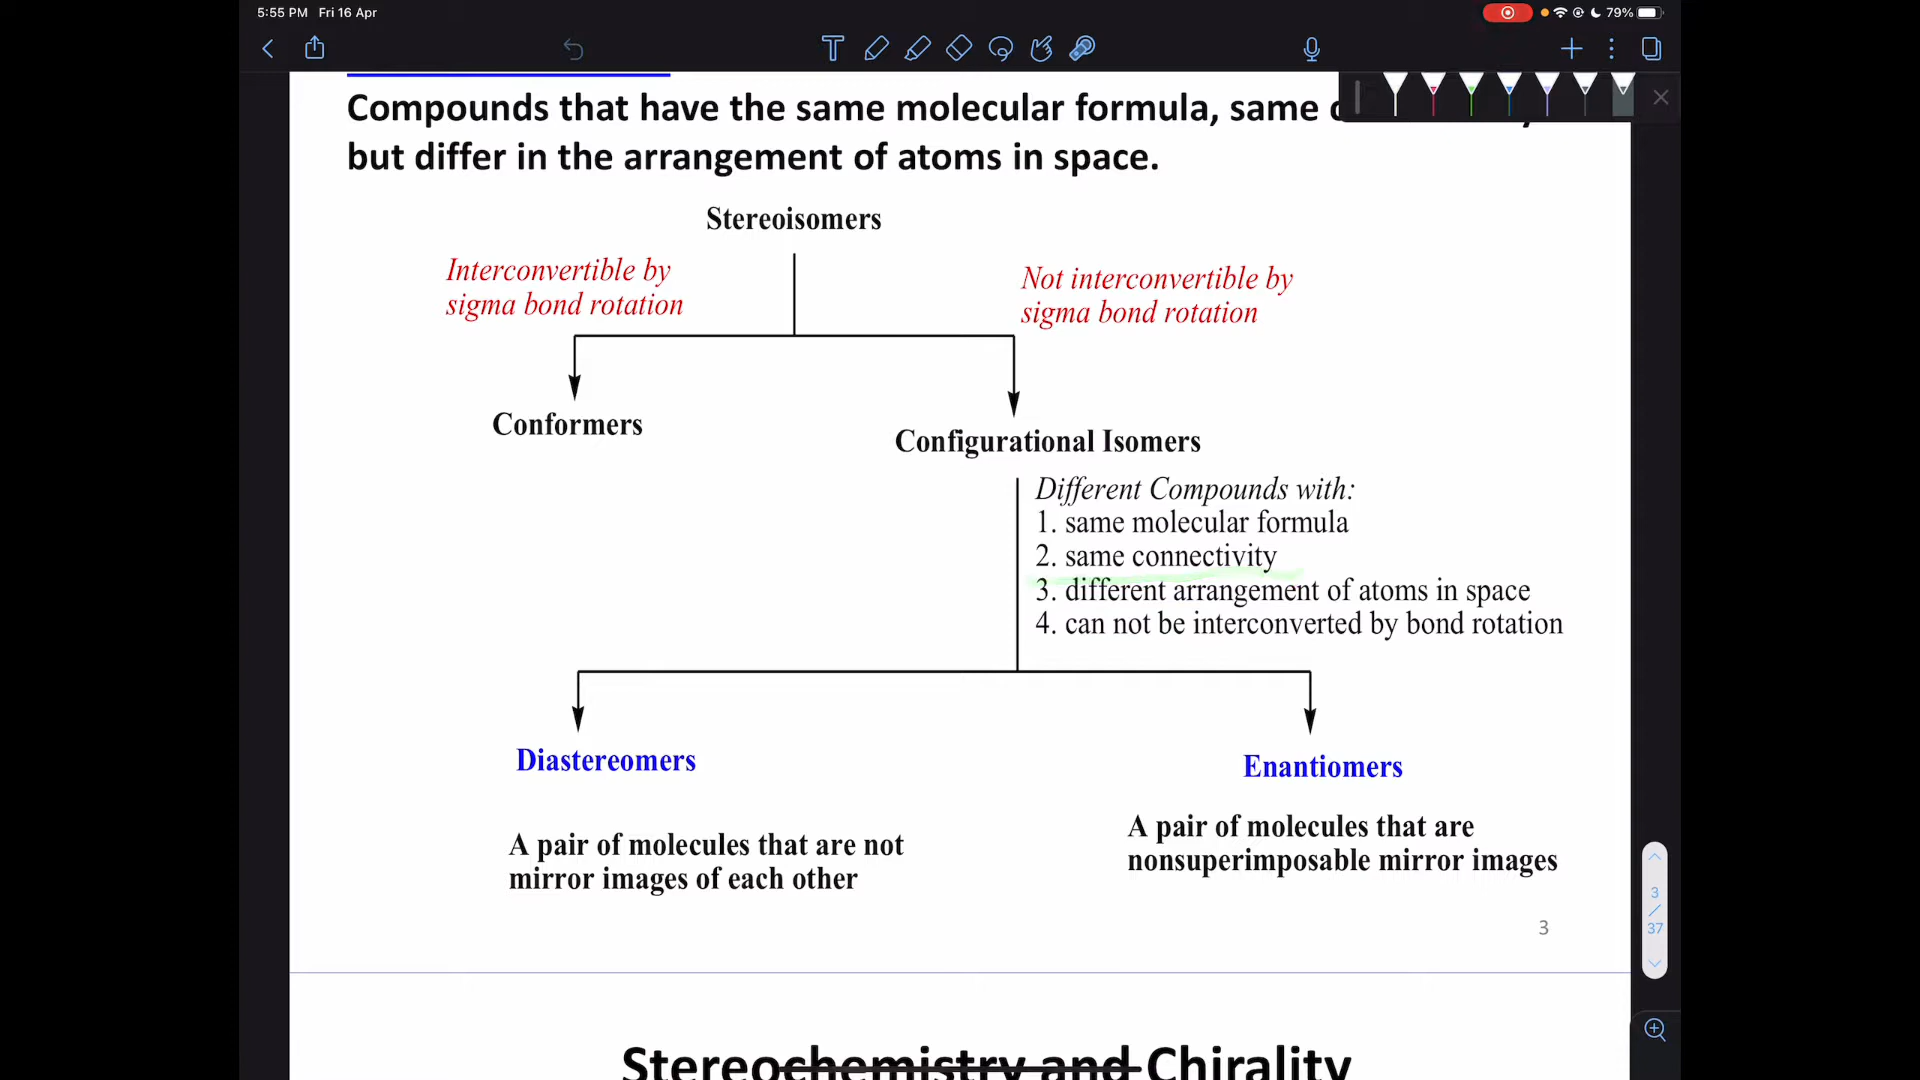 5:55 PM Fri 16 Apr
79%
Compounds that have the same molecular formula, same
but differ in the arrangement of atoms in space.
Stereoisomers
Interconvertible by
sigma bond rotation
Not interconvertible by
sigma bond rotation
Conformers
Configurational Isomers
Different Compounds with:
1. same molecular formula
2. same connectivity
3. different arrangement of atoms in space
4. can not be interconverted by bond rotation
Diastereomers
Enantiomers
A pair of molecules that are not
mirror images of each other
A pair of molecules that are
nonsuperimposable mirror images
3
3
/
37
Stereochemistry and Chirality